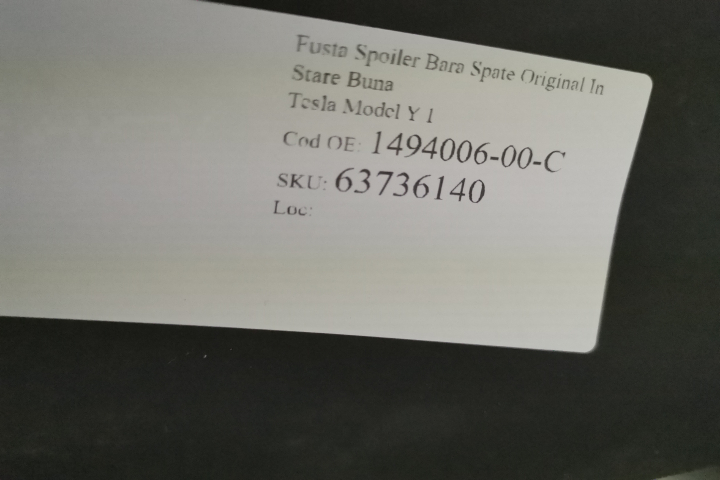 Fusta Spoiler Bara Spate Original In
Stare Buna
Tesla Model Y 1
Cod OE: 1494006-00-C
SKU: 63736140
Loc: